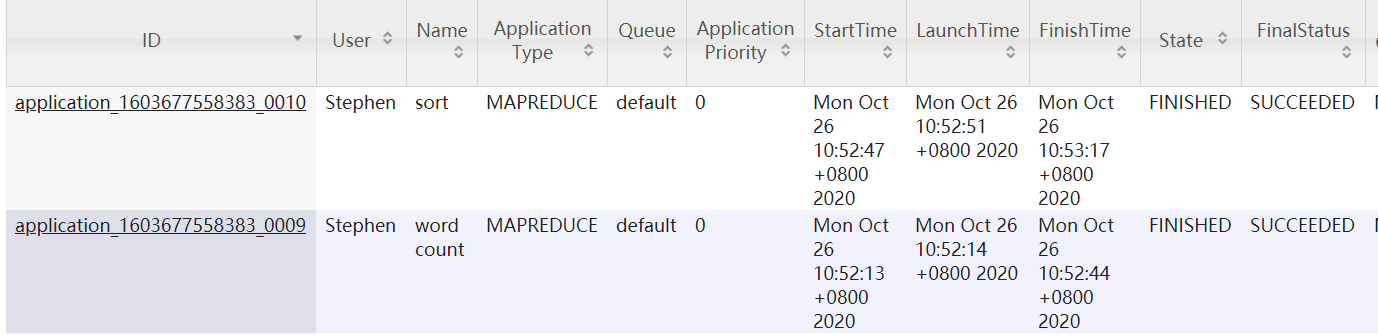 ID User Name Application Type Queue Application Priority StartTime LaunchTime FinishTime State FinalStatus
application_1603677558383_0010 Stephen sort MAPREDUCE default 0 Mon Oct 26 10:52:47 +0800 2020 Mon Oct 26 10:52:51 +0800 2020 Mon Oct 26 10:53:17 +0800 2020 FINISHED SUCCEEDED
application_1603677558383_0009 Stephen word count MAPREDUCE default 0 Mon Oct 26 10:52:13 +0800 2020 Mon Oct 26 10:52:14 +0800 2020 Mon Oct 26 10:52:44 +0800 2020 FINISHED SUCCEEDED